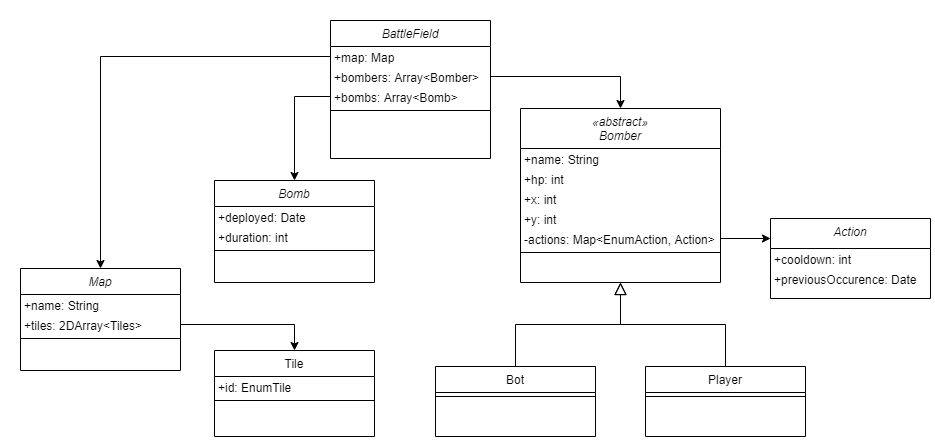 BattleField
+map: Map
+bombers: Array<Bomber>
+bombs: Array<Bomb>
«abstract»
Bomber
+name: String
+hp: int
+x: int
+y: int
-actions: Map<EnumAction, Action>
Bomb
+deployed: Date
+duration: int
Action
+cooldown: int
+previousOccurence: Date
Map
+name: String
+tiles: 2DArray<Tiles>
Tile
+id: EnumTile
Bot
Player